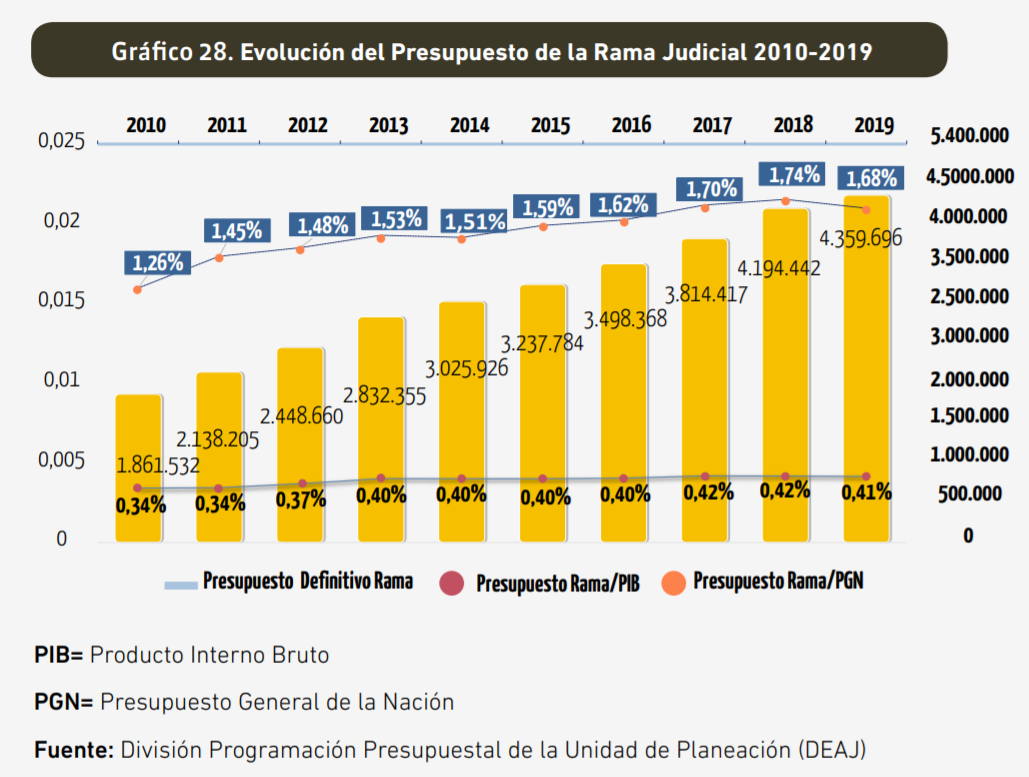 Gráfico 28. Evolución del Presupuesto de la Rama Judicial 2010-2019
2010 2011 2012 2013 2014 2015 2016 2017 2018 2019
0,025
0,02
0,015
0,01
0,005
0
5.400.000
4.5000.000
4.000.000
3.500.000
2.500.000
3.000.000
2.000.000
1.500.000
1.000.000
500.000
0
1,26% 1,45% 1,48% 1,53% 1,51% 1,59% 1,62% 1,70% 1,74% 1,68%
1.861.532 2.138.205 2.448.660 2.832.355 3.025.926 3.237.784 3.498.368 3.814.417 4.194.442 4.359.696
0,34% 0,34% 0,37% 0,40% 0,40% 0,40% 0,40% 0,42% 0,42% 0,41%
Presupuesto Definitivo Rama Presupuesto Rama/PIB Presupuesto Rama/PGN
PIB= Producto Interno Bruto
PGN= Presupuesto General de la Nación
Fuente: División Programación Presupuestal de la Unidad de Planeación (DEAJ)